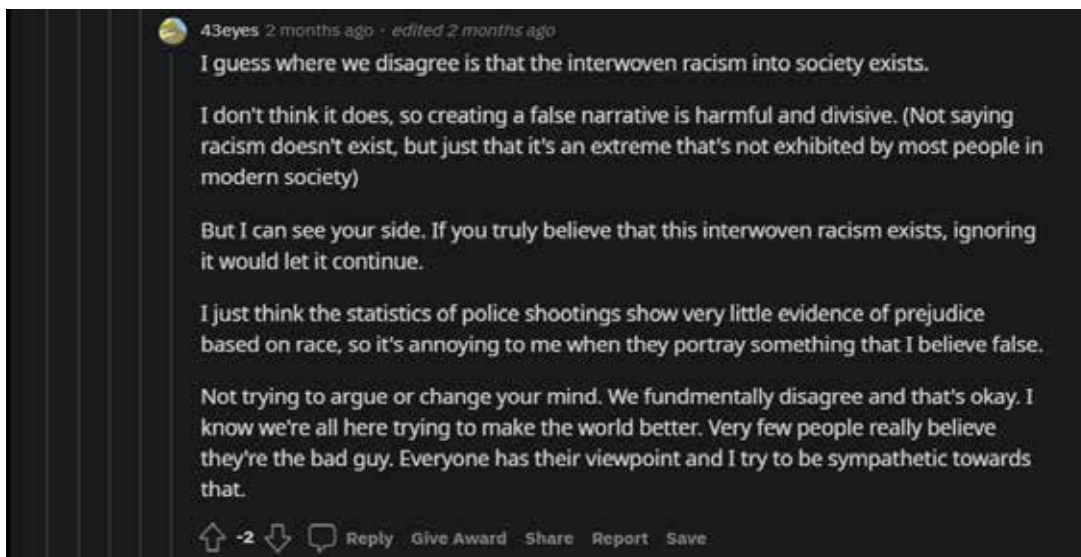 43eyes 2 months ago · edited 2 months ago
I guess where we disagree is that the interwoven racism into society exists.
I don't think it does, so creating a false narrative is harmful and divisive. (Not saying
racism doesn't exist, but just that it's an extreme that's not exhibited by most people in
modern society)
But I can see your side. If you truly believe that this interwoven racism exists, ignoring
it would let it continue.
I just think the statistics of police shootings show very little evidence of prejudice
based on race, so it's annoying to me when they portray something that I believe false.
Not trying to argue or change your mind. We fundmentally disagree and that's okay. I
know we're all here trying to make the world better. Very few people really believe
they're the bad guy. Everyone has their viewpoint and I try to be sympathetic towards
that.
-2 Reply Give Award Share Report Save